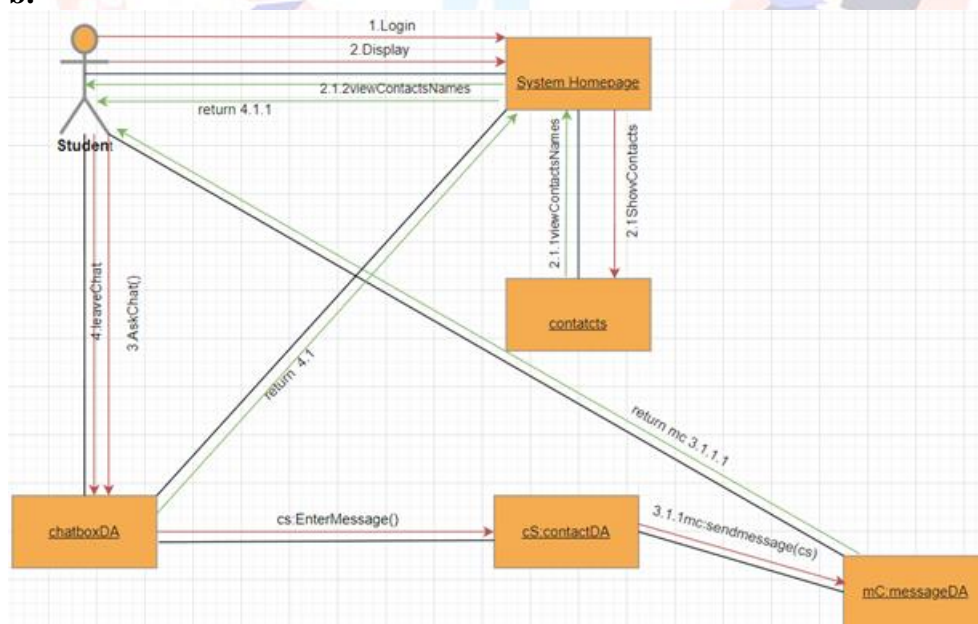 1.Login
2.Display
System Homepage
2.1.2viewContactsNames
return 4.1.1
Student
2.1.1viewContactsNames
2.1ShowContacts
4:leaveChat
3.AskChat()
contatcts
return 4.1
return mc 3.1.1.1
chatboxDA
cs:EnterMessage()
cS:contactDA
3.1.1mc:sendmessage(cs)
mC:messageDA